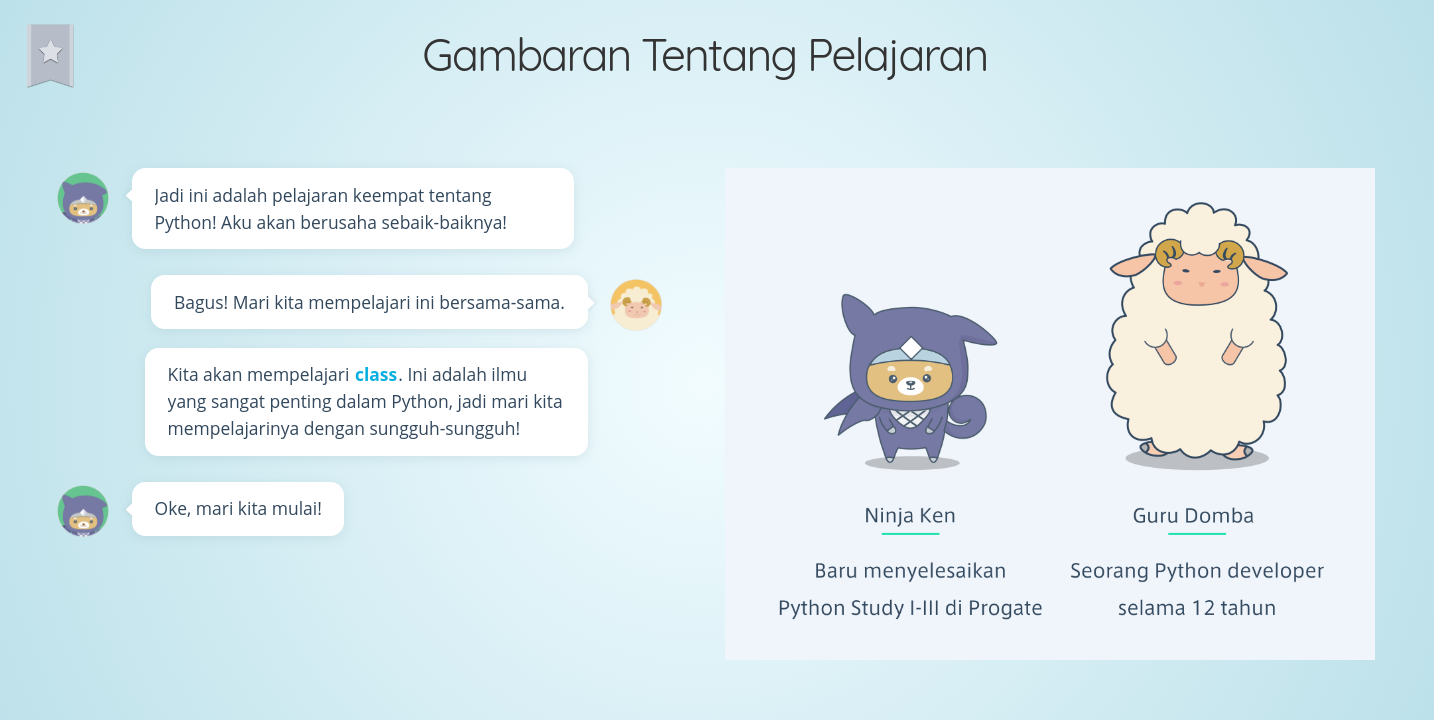 Gambaran Tentang Pelajaran
Jadi ini adalah pelajaran keempat tentang
Python! Aku akan berusaha sebaik-baiknya!
Bagus! Mari kita mempelajari ini bersama-sama.
Kita akan mempelajari class. Ini adalah ilmu
yang sangat penting dalam Python, jadi mari kita
mempelajarinya dengan sungguh-sungguh!
Oke, mari kita mulai!
Ninja Ken
Baru menyelesaikan
Python Study I-III di Progate
Guru Domba
Seorang Python developer
selama 12 tahun